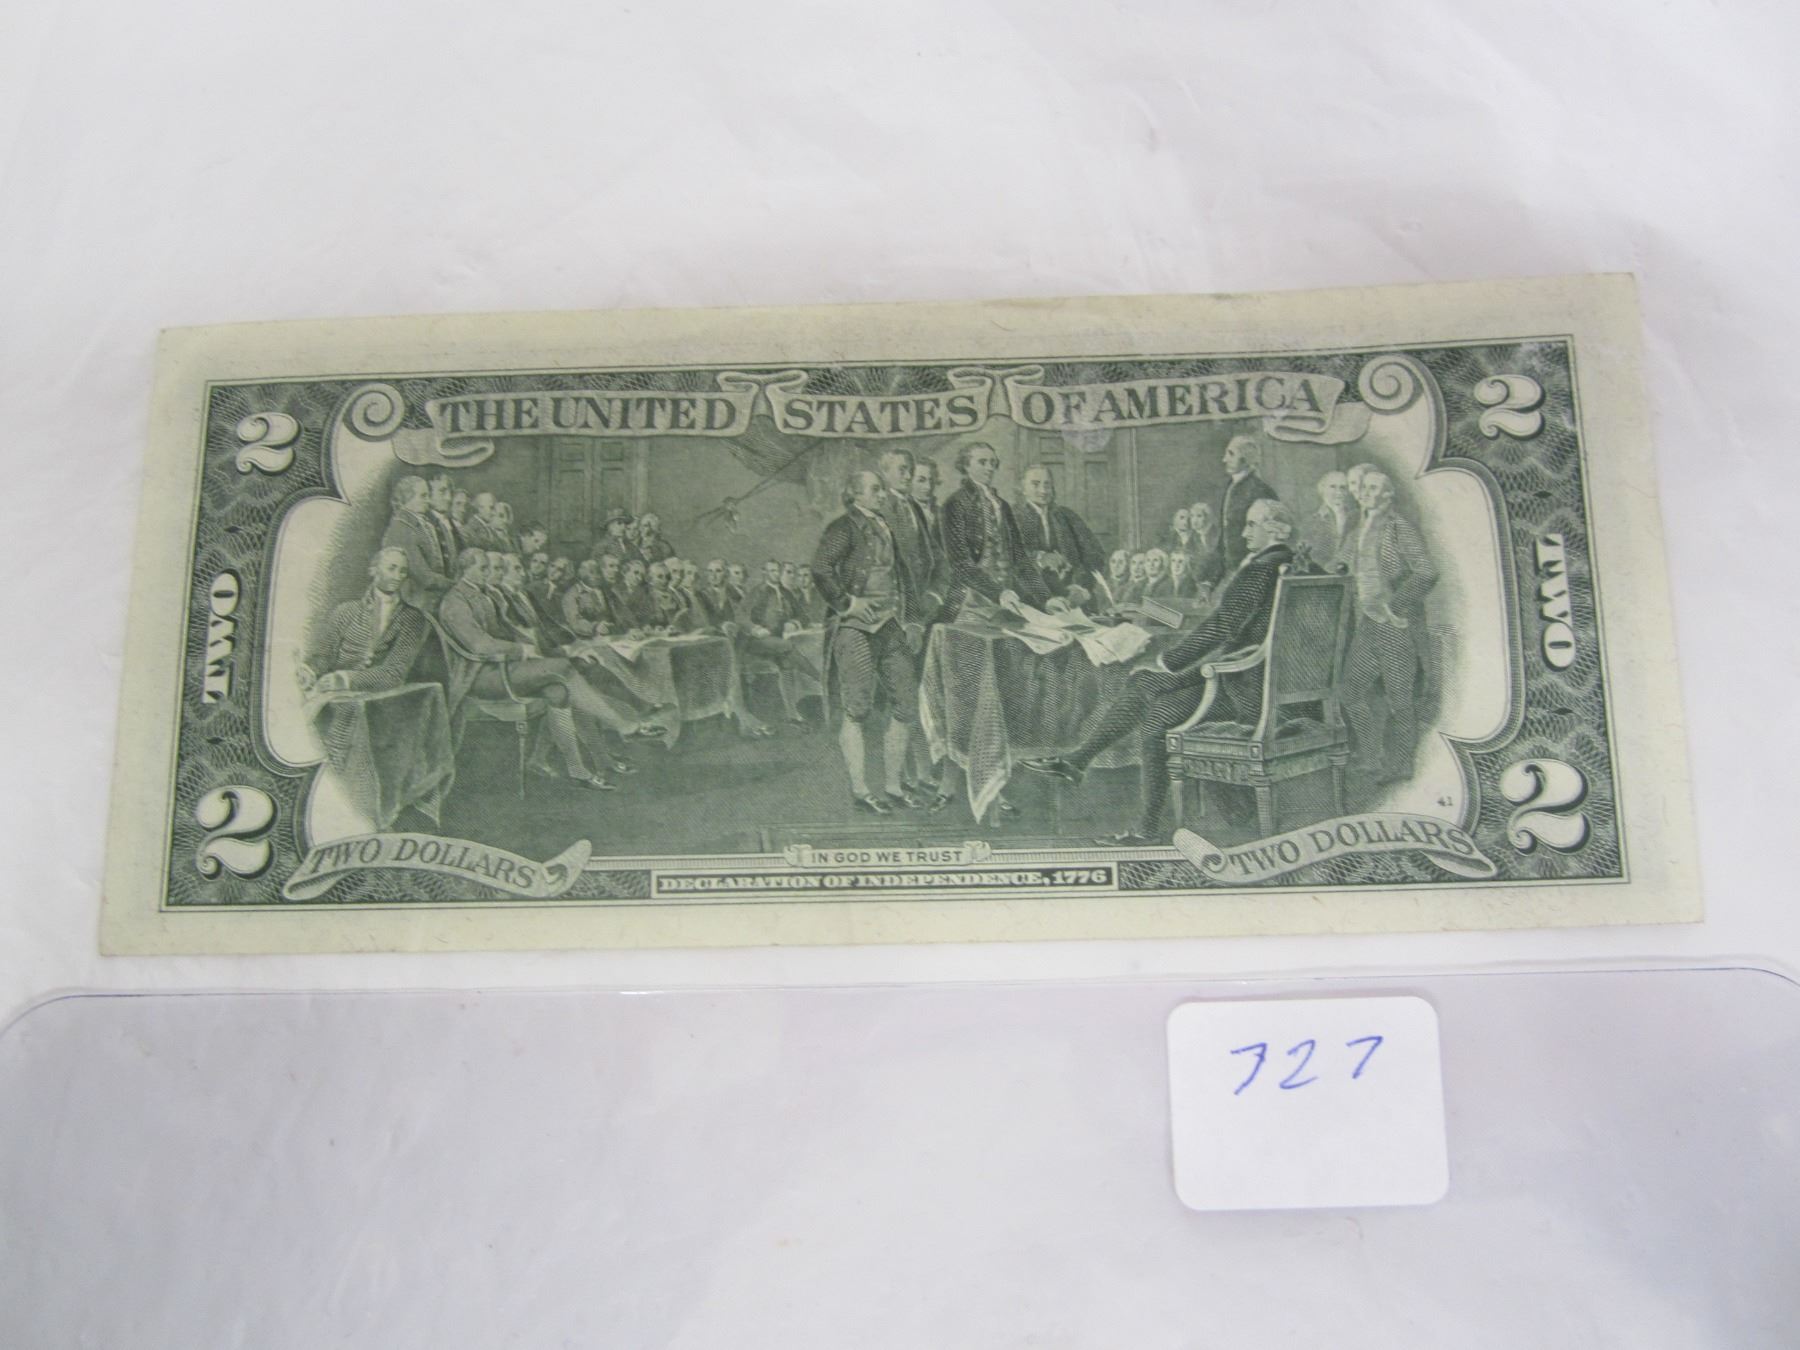 THE UNITED STATES OF AMERICA
2 2
TWO TWO
2 2
41
TWO DOLLARS TWO DOLLARS
IN GOD WE TRUST
DECLARATION OF INDEPENDENCE, 1776
727